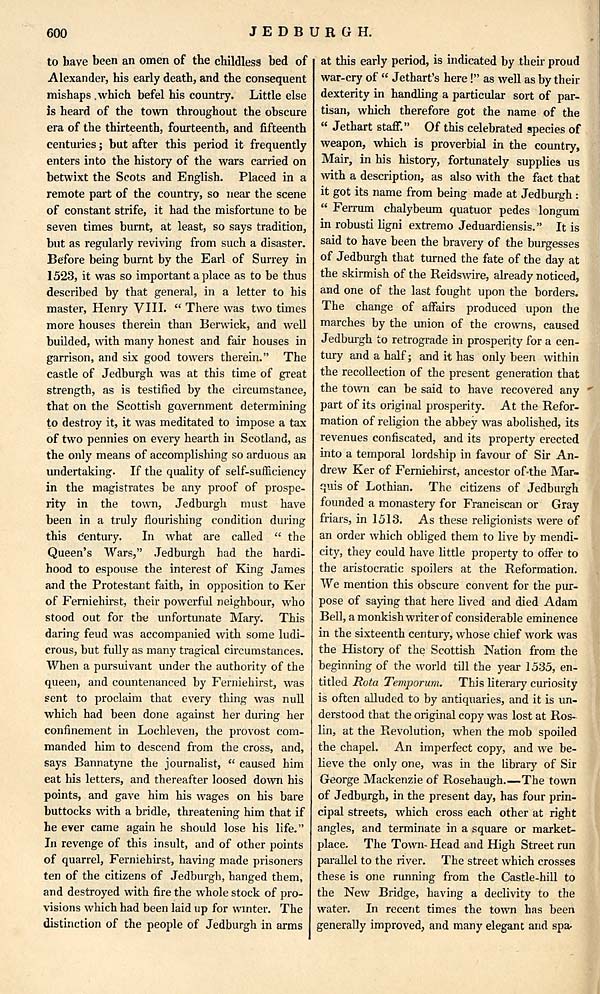 600
JEDBURGH.
to have been an omen of the childless bed of
Alexander, his early death, and the consequent
mishaps which befel his country. Little else
is heard of the town throughout the obscure
era of the thirteenth, fourteenth, and fifteenth
centuries; but after this period it frequently
enters into the history of the wars carried on
betwixt the Scots and English. Placed in a
remote part of the country, so near the scene
of constant strife, it had the misfortune to be
seven times burnt, at least, so says tradition,
but as regularly reviving from such a disaster.
Before being burnt by the Earl of Surrey in
1523, it was so important a place as to be thus
described by that general, in a letter to his
master, Henry VIII. “ There was two times
more houses therein than Berwick, and well
builded, with many honest and fair houses in
garrison, and six good towers therein.” The
castle of Jedburgh was at this time of great
strength, as is testified by the circumstance,
that on the Scottish government determining
to destroy it, it was meditated to impose a tax
of two pennies on every hearth in Scotland, as
the only means of accomplishing so arduous an
undertaking. If the quality of self-sufficiency
in the magistrates be any proof of prospe-
rity in the town, Jedburgh must have
been in a truly flourishing condition during
this century. In what are called “ the
Queen's Wars,” Jedburgh had the hardi-
hood to espouse the interest of King James
and the Protestant faith, in opposition to Ker
of Ferniehirst, their powerful neighbour, who
stood out for the unfortunate Mary. This
daring feud was accompanied with some ludi-
crous, but fully as many tragical circumstances.
When a pursuivant under the authority of the
queen, and countenanced by Ferniehirst, was
sent to proclaim that every thing was null
which had been done against her during her
confinement in Lochleven, the provost com-
manded him to descend from the cross, and,
says Bannatyne the journalist, “ caused him
eat his letters, and thereafter loosed down his
points, and gave him his wages on his bare
buttocks with a bridle, threatening him that if
he ever came again he should lose his life.”
In revenge of this insult, and of other points
of quarrel, Ferniehirst, having made prisoners
ten of the citizens of Jedburgh, hanged them,
and destroyed with fire the whole stock of pro-
visions which had been laid up for winter. The
distinction of the people of Jedburgh in arms
at this early period, is indicated by their proud
war-cry of “ Jethart's here !” as well as by their
dexterity in handling a particular sort of par-
tisan, which therefore got the name of the
“ Jethart staff.” Of this celebrated species of
weapon, which is proverbial in the country,
Mair, in his history, fortunately supplies us
with a description, as also with the fact that
it got its name from being made at Jedburgh :
“ Ferrum chalybeum quatuor pedes longum
in robusti ligni extremo Jeduardiensis.” It is
said to have been the bravery of the burgesses
of Jedburgh that turned the fate of the day at
the skirmish of the Reidswire, already noticed,
and one of the last fought upon the borders.
The change of affairs produced upon the
marches by the union of the crowns, caused
Jedburgh to retrograde in prosperity for a cen-
tury and a half; and it has only been within
the recollection of the present generation that
the town can be said to have recovered any
part of its original prosperity. At the Refor-
mation of religion the abbey was abolished, its
revenues confiscated, and its property erected
into a temporal lordship in favour of Sir An-
drew Ker of Ferniehirst, ancestor of the Mar-
quis of Lothian. The citizens of Jedburgh
founded a monastery for Franciscan or Gray
friars, in 1513. As these religionists were of
an order which obliged them to live by mendi-
city, they could have little property to offer to
the aristocratic spoilers at the Reformation.
We mention this obscure convent for the pur-
pose of saying that here lived and died Adam
Bell, a monkish writer of considerable eminence
in the sixteenth century, whose chief work was
the History of the Scottish Nation from the
beginning of the world till the year 1535, en-
titled Rota Temporum. This literary curiosity
is often alluded to by antiquaries, and it is un-
derstood that the original copy was lost at Ros-
lin, at the Revolution, when the mob spoiled
the chapel. An imperfect copy, and we be-
lieve the only one, was in the library of Sir
George Mackenzie of Rosehaugh.—The town
of Jedburgh, in the present day, has four prin-
cipal streets, which cross each other at right
angles, and terminate in a square or market-
place. The Town-Head and High Street run
parallel to the river. The street which crosses
these is one running from the Castle-hill to
the New Bridge, having a declivity to the
water. In recent times the town has been
generally improved, and many elegant and spa-